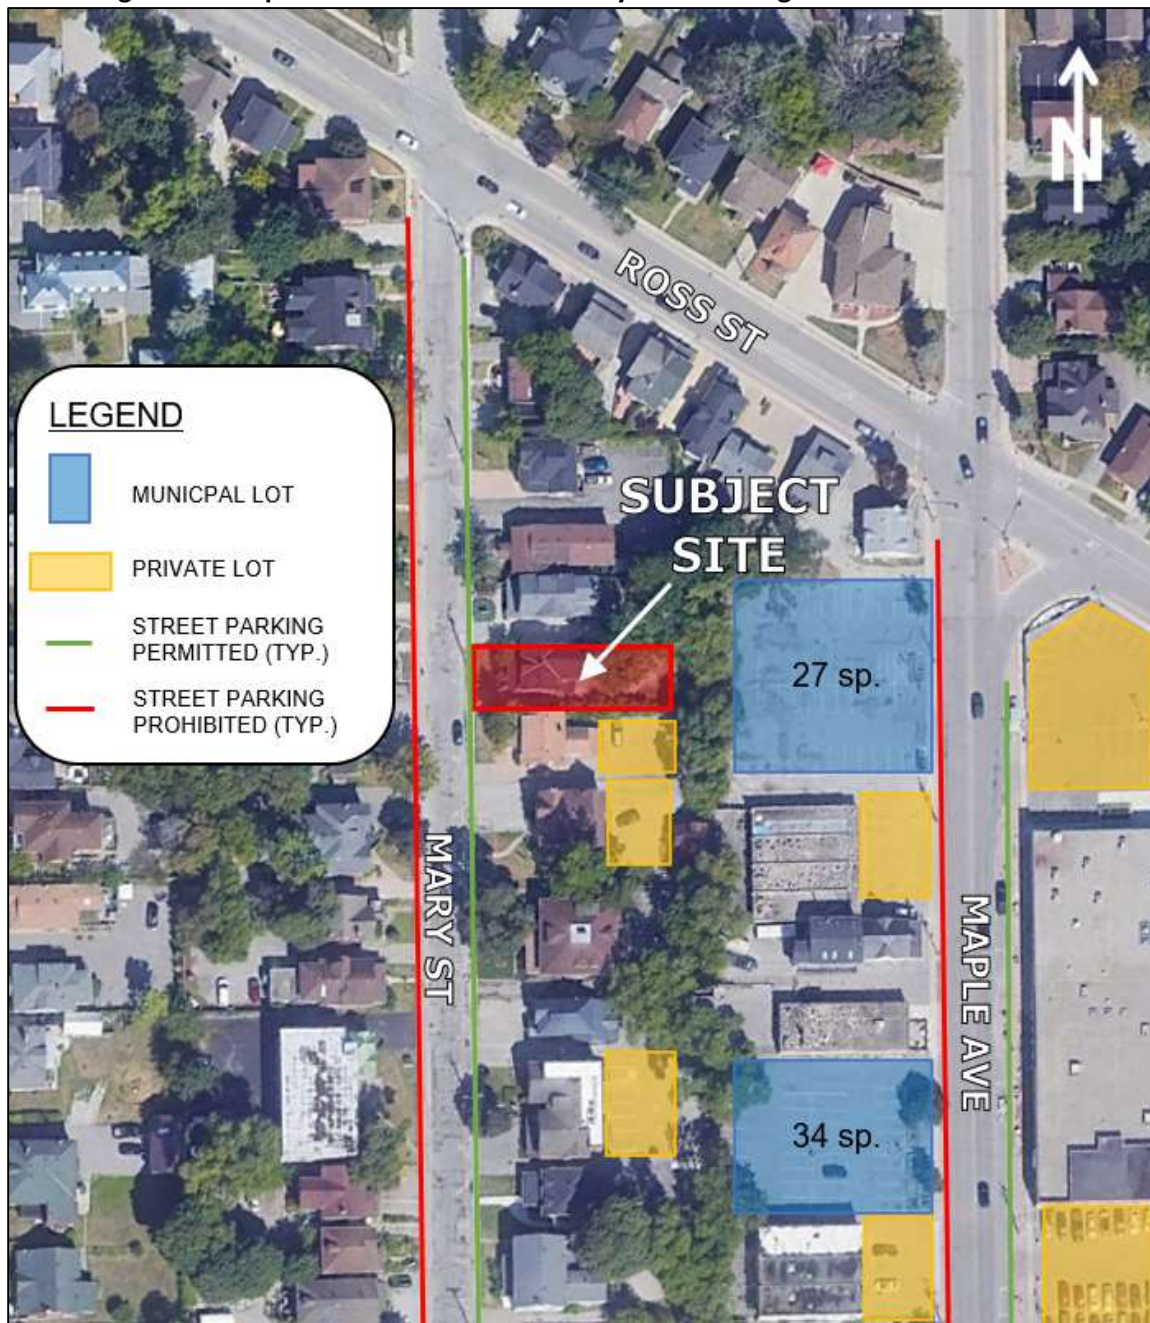 N
ROSS ST
LEGEND
MUNICPAL LOT
PRIVATE LOT
STREET PARKING
PERMITTED (TYP.)
STREET PARKING
PROHIBITED (TYP.)
SUBJECT
SITE
27 sp.
MARY ST
MAPLE AVE
34 sp.